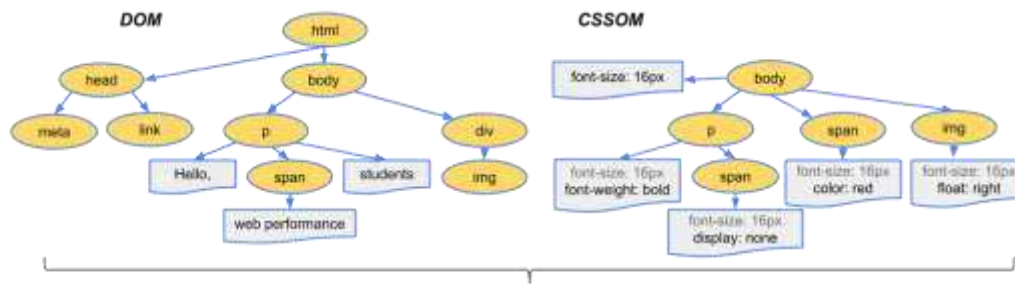 DOM
CSSOM
html
head
body
font-size: 16px
body
meta
link
p
div
p
span
img
Hello,
span
students
img
font-size: 16px
font-weight: bold
span
font-size: 16px
color: red
font-size: 16px
float: right
web performance
font-size: 16px
display: none